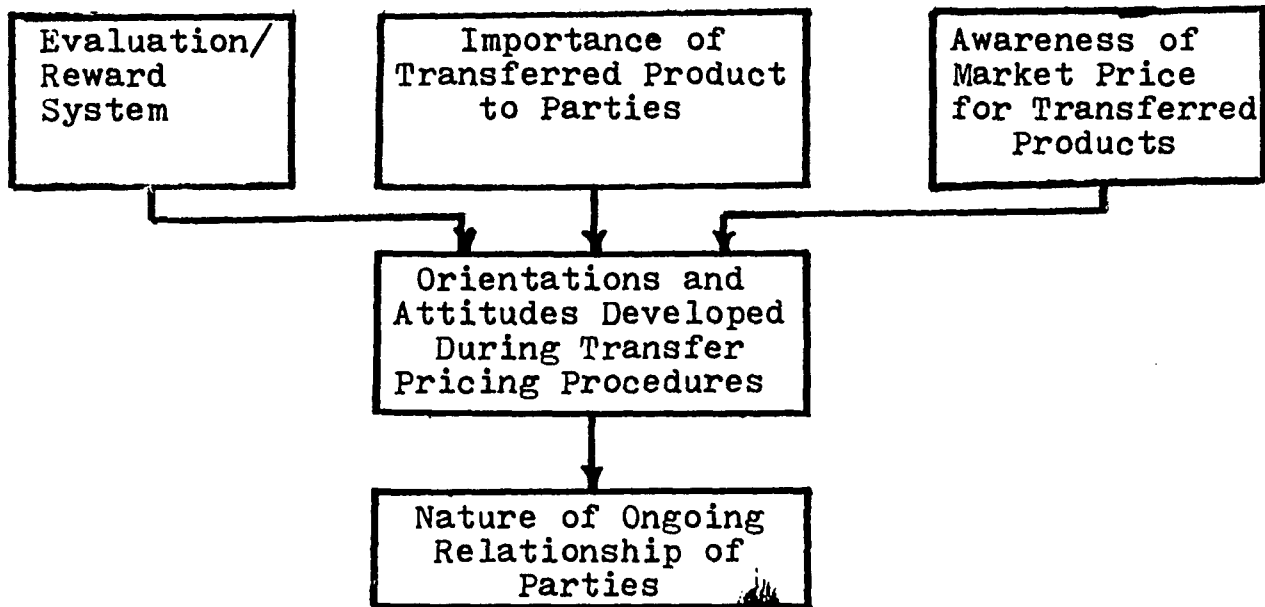 Evaluation/
Reward
System
Importance of
Transferred Product
to Parties
Awareness of
Market Price
for Transferred
Products
Orientations and
Attitudes Developed
During Transfer
Pricing Procedures
Nature of Ongoing
Relationship of
Parties